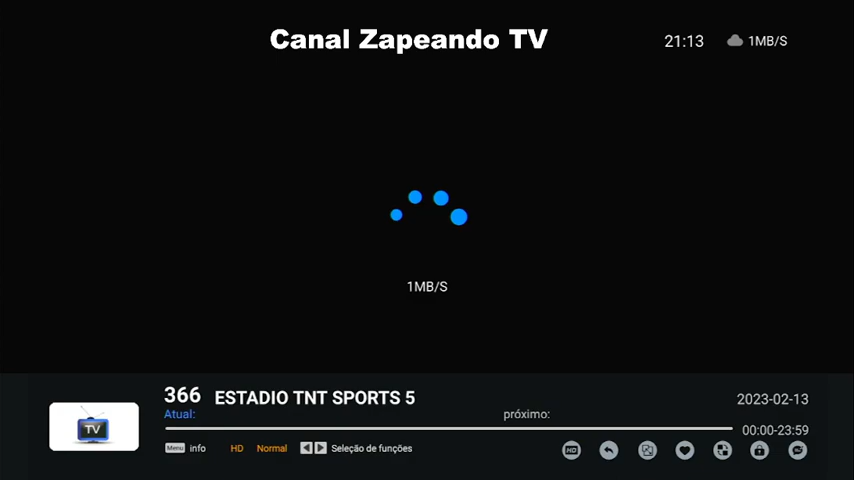 Canal Zapeando TV
21:13
1MB/S
1MB/S
366 ESTADIO TNT SPORTS 5
2023-02-13
Atual:
próximo:
00:00-23:59
TV
Menu info
HD
Normal
Seleção de funções
HD